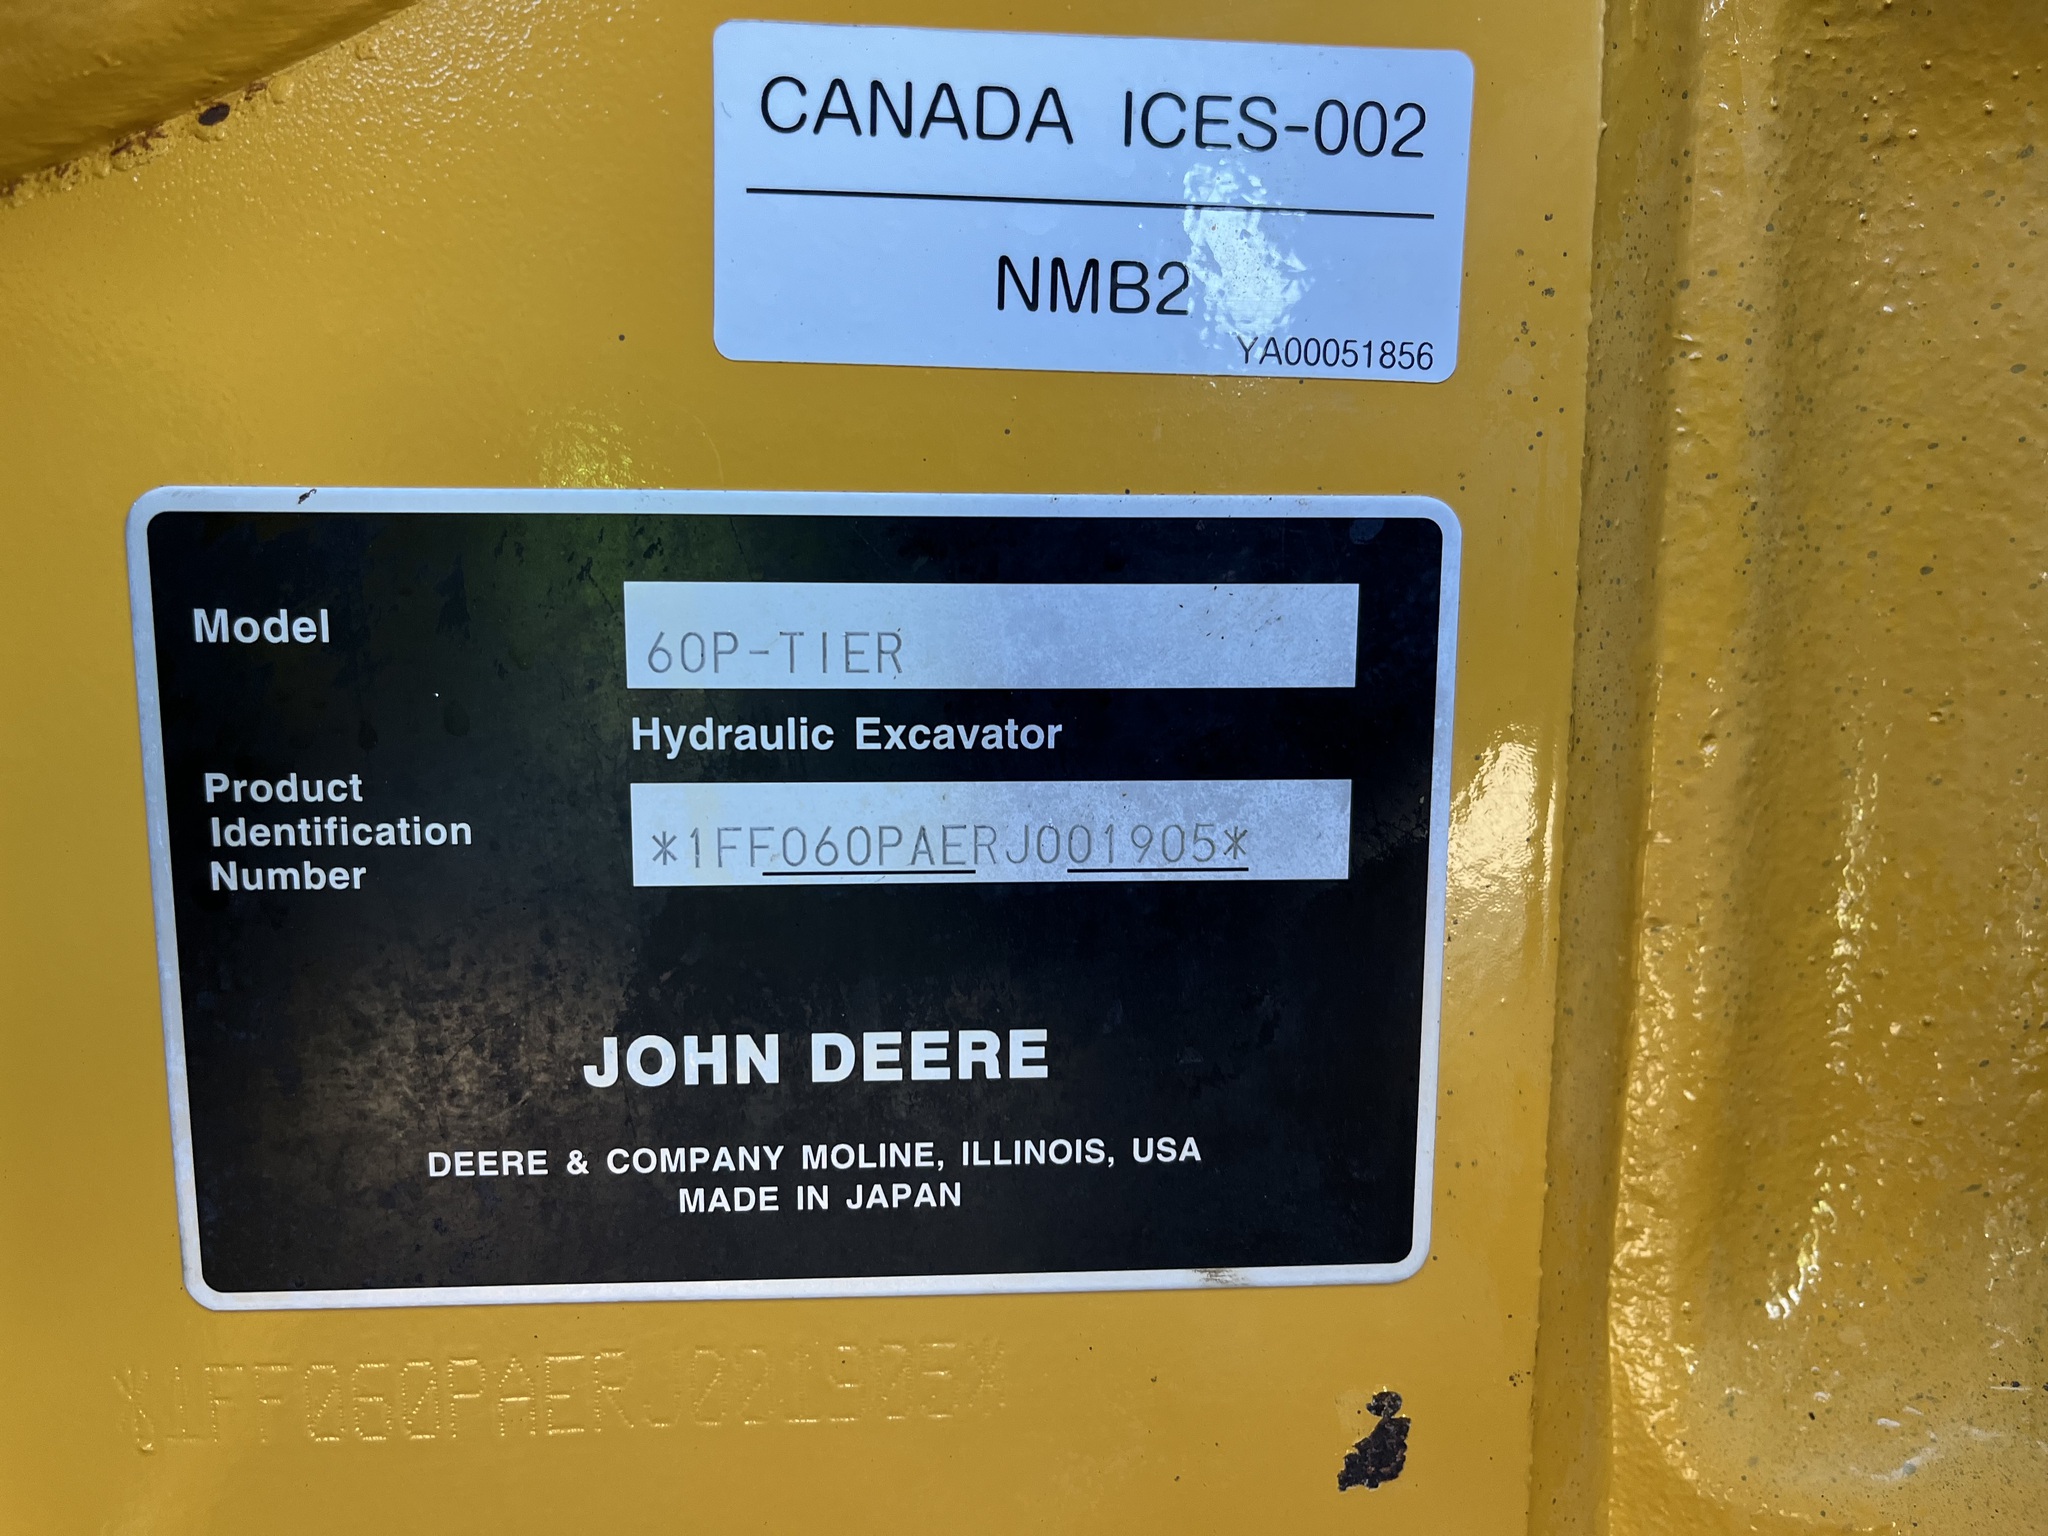 CANADA ICES-002
NMB2
YA00051856
Model
60P-TIER
Hydraulic Excavator
Product
Identification
Number
*1FF060PAERJ001905*
JOHN DEERE
DEERE & COMPANY MOLINE, ILLINOIS, USA
MADE IN JAPAN
*1FF060PAERJ001905*